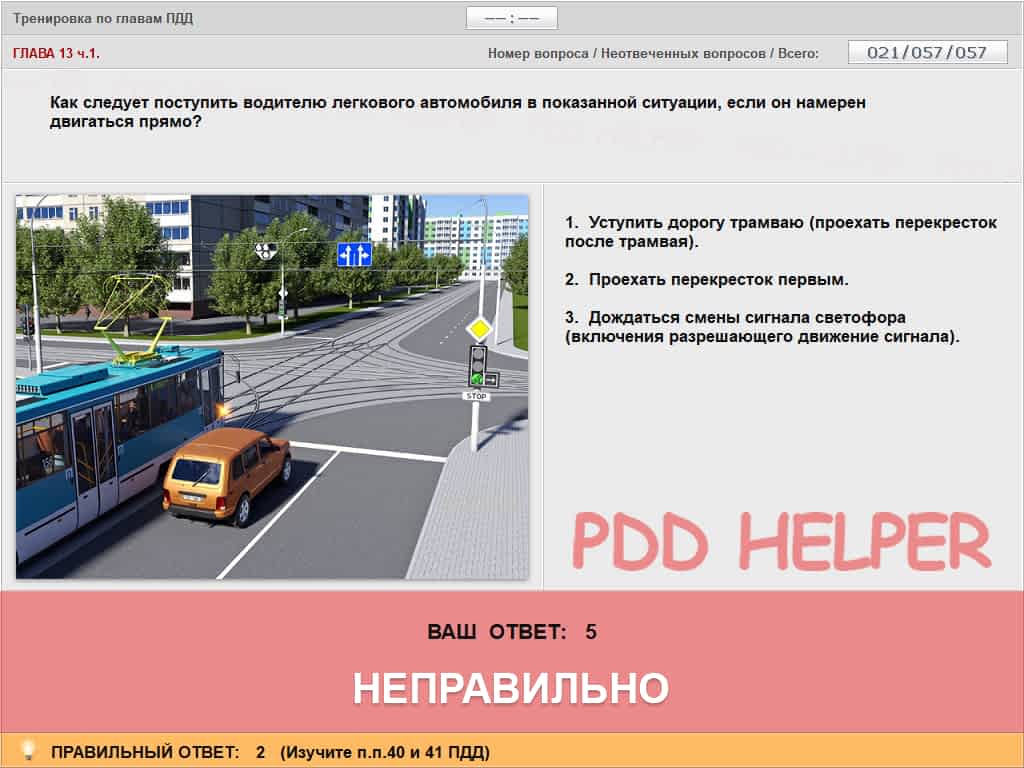 Тренировка по главам ПДД
—— : ——
ГЛАВА 13 ч.1.
Номер вопроса / Неотвеченных вопросов / Всего:
021/057/057
Как следует поступить водителю легкового автомобиля в показанной ситуации, если он намерен
двигаться прямо?
1. Уступить дорогу трамваю (проехать перекресток
после трамвая).
2. Проехать перекресток первым.
3. Дождаться смены сигнала светофора
(включения разрешающего движение сигнала).
STOP
PDD HELPER
ВАШ ОТВЕТ: 5
НЕПРАВИЛЬНО
ПРАВИЛЬНЫЙ ОТВЕТ: 2 (Изучите п.п.40 и 41 ПДД)